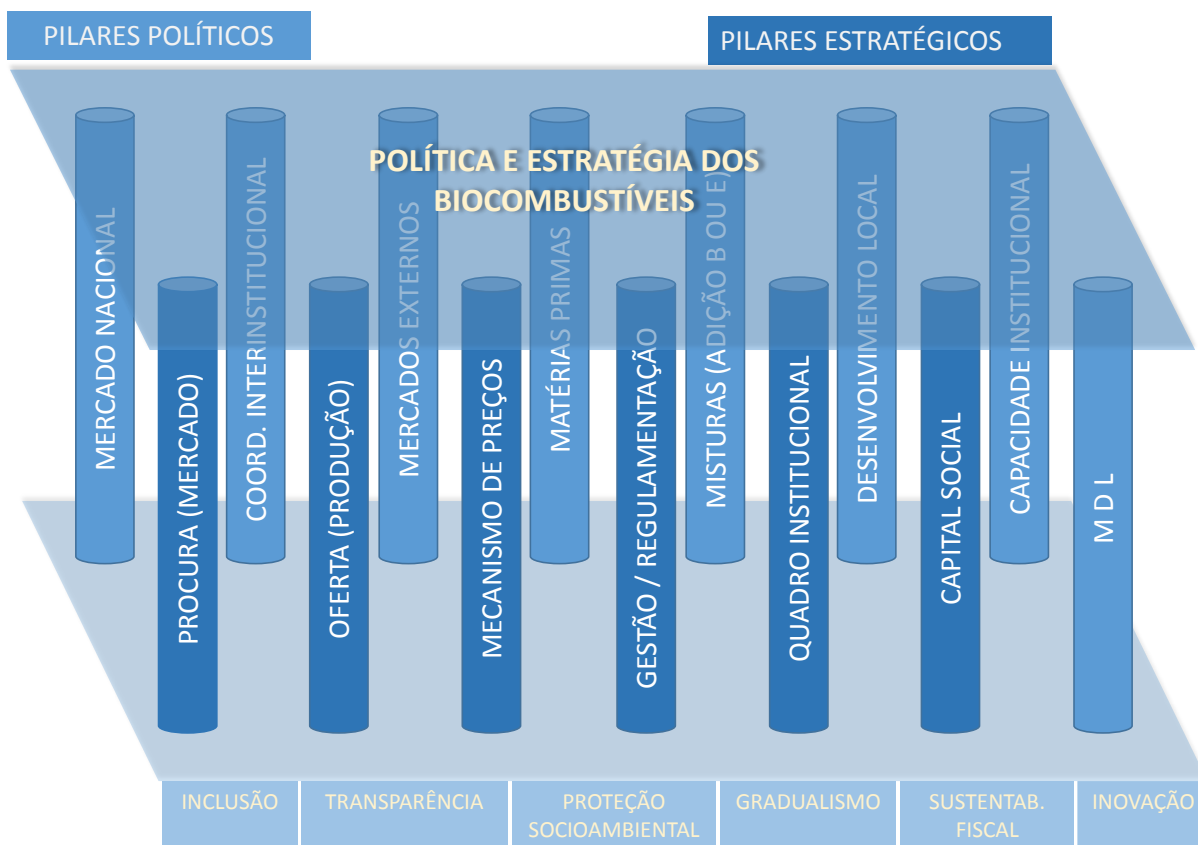 PILARES POLÍTICOS
PILARES ESTRATÉGICOS
POLÍTICA E ESTRATÉGIA DOS
BIOCOMBUSTÍVEIS
MERCADO NACIONAL
PROCURA (MERCADO)
COORD. INTERINSTITUCIONAL
OFERTA (PRODUÇÃO)
MERCADOS EXTERNOS
MECANISMO DE PREÇOS
MATÉRIAS PRIMAS
GESTÃO / REGULAMENTAÇÃO
MISTURAS (ADIÇÃO B OU E)
QUADRO INSTITUCIONAL
DESENVOLVIMENTO LOCAL
CAPITAL SOCIAL
CAPACIDADE INSTITUCIONAL
M D L
INCLUSÃO
TRANSPARÊNCIA
PROTEÇÃO
SOCIOAMBIENTAL
GRADUALISMO
SUSTENTAB.
FISCAL
INOVAÇÃO